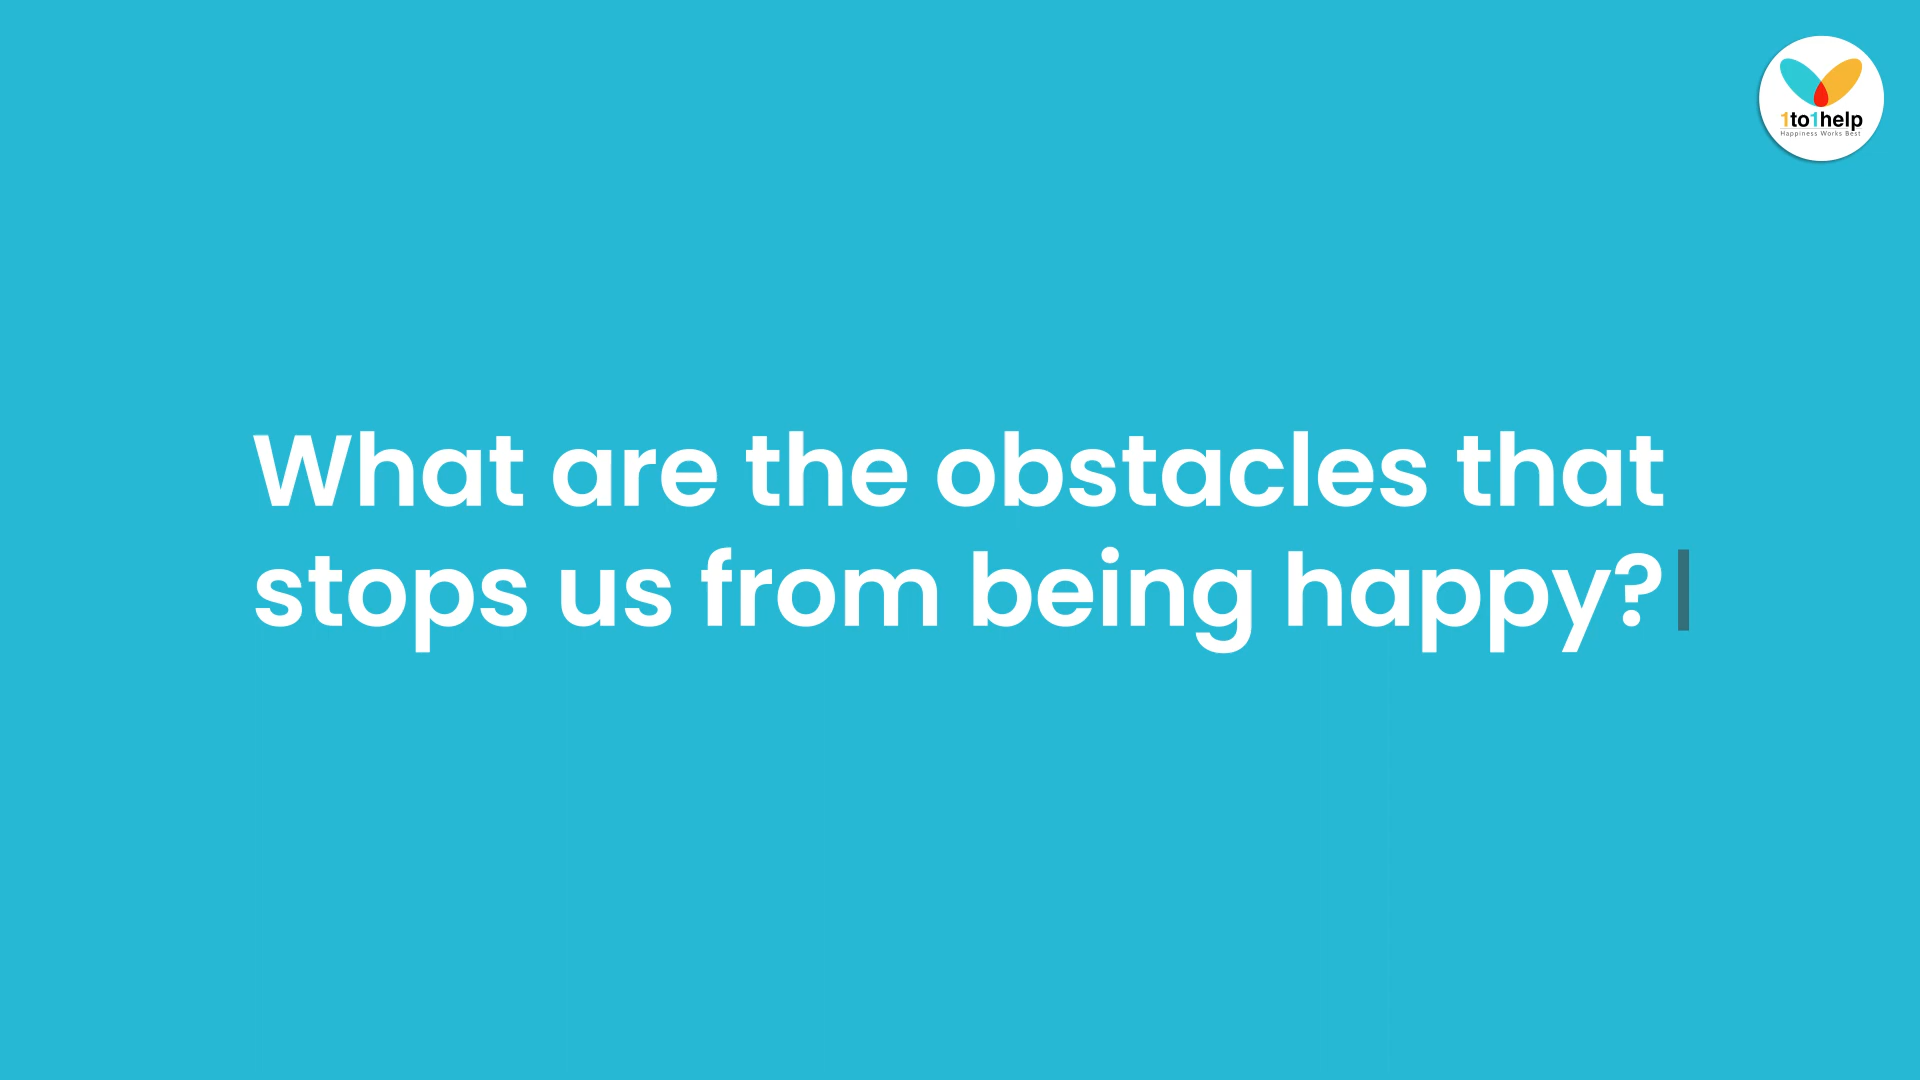 1to1help
Happiness Works Best
What are the obstacles that
stops us from being happy?